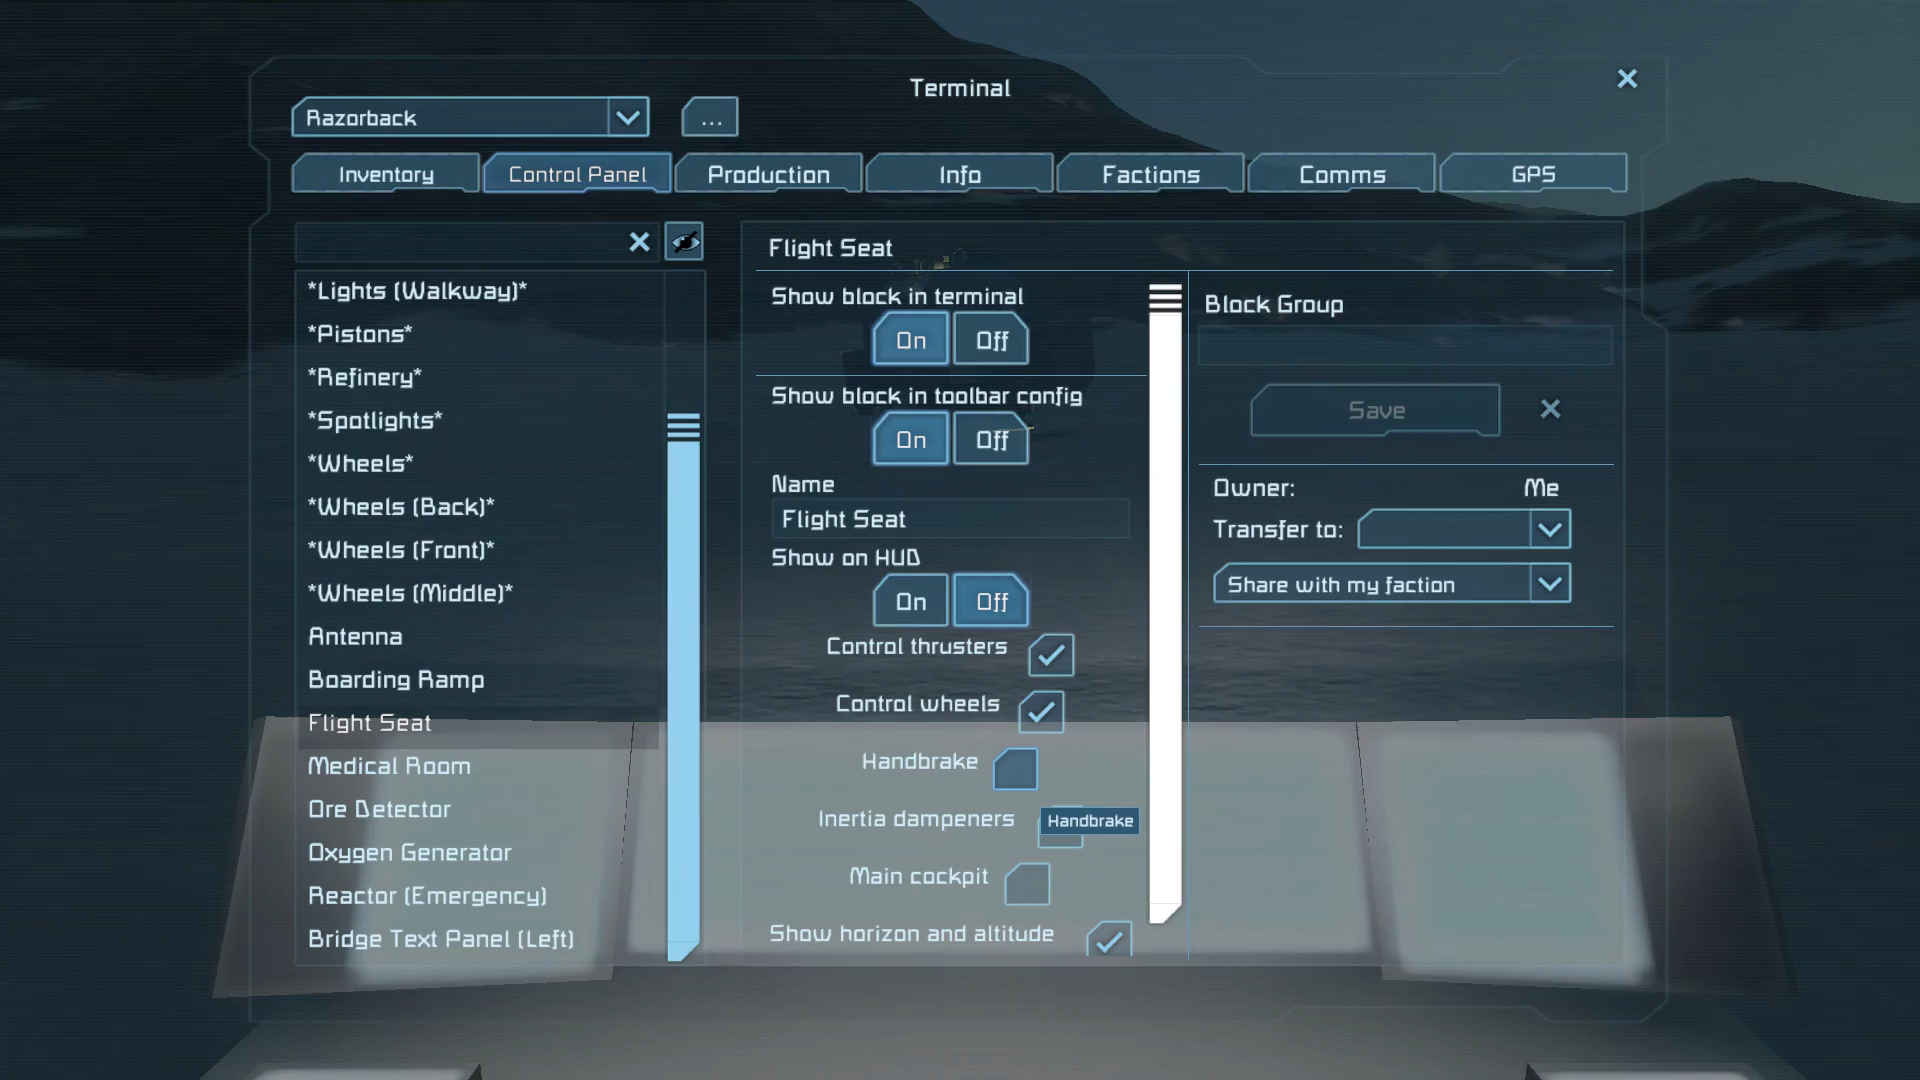 Terminal
Razorback
...
Inventory
Control Panel
Production
Info
Factions
Comms
GPS
*Lights (Walkway)*
*Pistons*
*Refinery*
*Spotlights*
*Wheels*
*Wheels (Back)*
*Wheels (Front)*
*Wheels (Middle)*
Antenna
Boarding Ramp
Flight Seat
Medical Room
Ore Detector
Oxygen Generator
Reactor (Emergency)
Bridge Text Panel (Left)
Flight Seat
Show block in terminal
On
Off
Show block in toolbar config
On
Off
Name
Flight Seat
Show on HUD
On
Off
Control thrusters
Control wheels
Handbrake
Inertia dampeners
Handbrake
Main cockpit
Show horizon and altitude
Block Group
Save
Owner:
Me
Transfer to:
Share with my faction